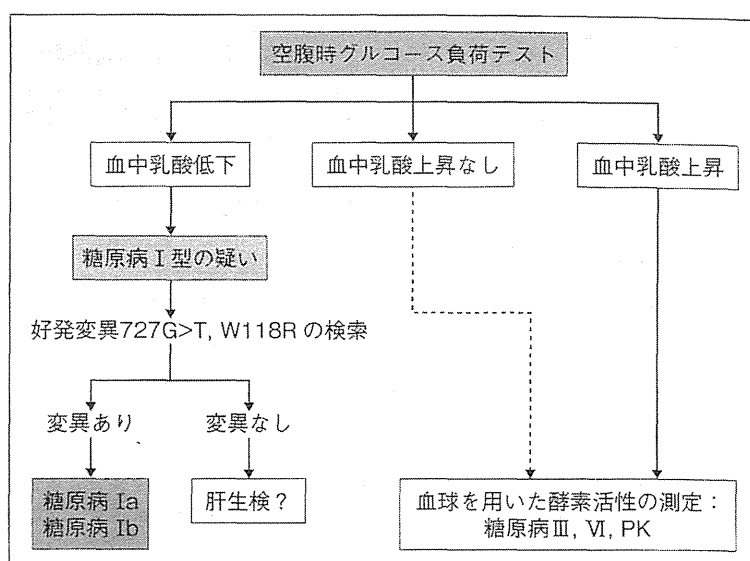 空腹時グルコース負荷テスト
血中乳酸低下
血中乳酸上昇なし
血中乳酸上昇
糖原病Ⅰ型の疑い
好発変異727G>T, W118R の検索
変異あり
変異なし
糖原病 Ia
糖原病 Ib
肝生検？
血球を用いた酵素活性の測定：
糖原病Ⅲ, Ⅵ, PK